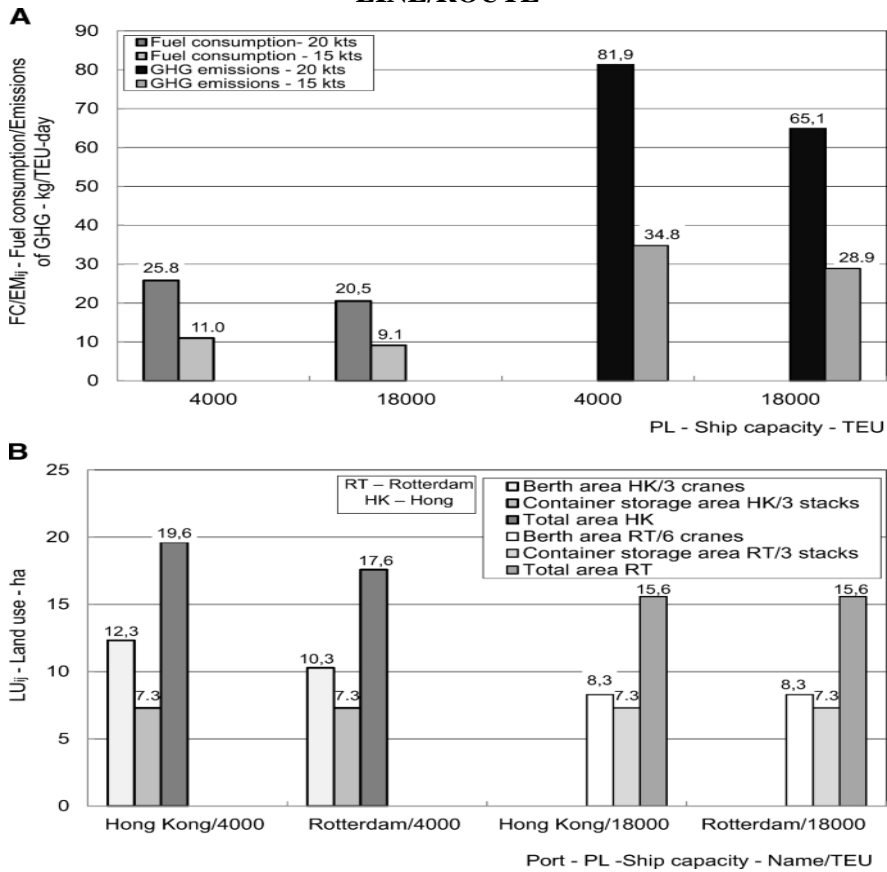 LINE/ROUTE
A
FC/EMij - Fuel consumption/Emissions
of GHG - kg/TEU-day
90
80
70
60
50
40
30
20
10
0
Fuel consumption- 20 kts
Fuel consumption - 15 kts
GHG emissions - 20 kts
GHG emissions - 15 kts
25.8
11.0
20,5
9.1
81,9
34.8
65,1
28.9
4000
18000
4000
18000
PL - Ship capacity - TEU
B
LUij - Land use - ha
25
20
15
10
5
0
RT – Rotterdam
HK – Hong
Berth area HK/3 cranes
Container storage area HK/3 stacks
Total area HK
Berth area RT/6 cranes
Container storage area RT/3 stacks
Total area RT
12,3
7.3
19,6
10,3
7.3
17,6
8,3
7.3
15,6
8,3
7.3
15,6
Hong Kong/4000
Rotterdam/4000
Hong Kong/18000
Rotterdam/18000
Port - PL -Ship capacity - Name/TEU